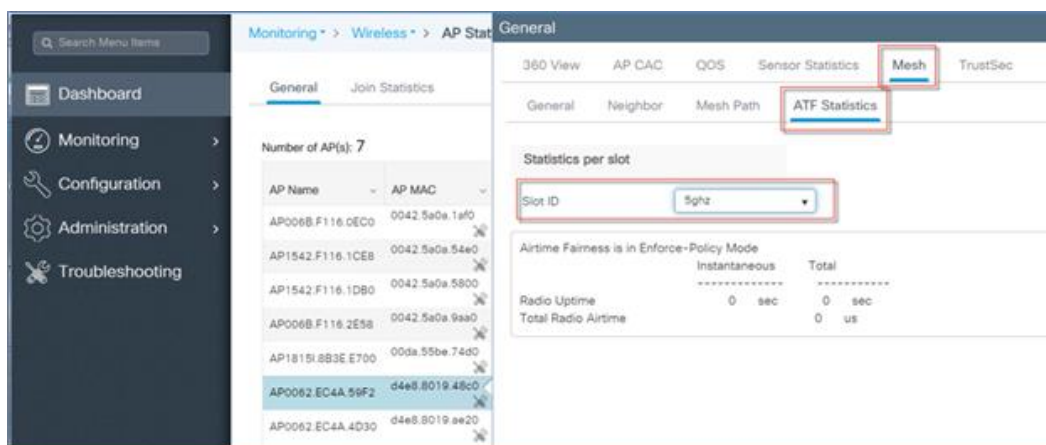 Search Menu Items
Dashboard
Monitoring
Configuration
Administration
Troubleshooting
Monitoring > Wireless > AP Stat
General
Join Statistics
Number of AP(s): 7
AP Name
AP MAC
AP006B.F116.0EC0
0042.5a0a.1af0
AP1542.F116.1CE8
0042.5a0a.54e0
AP1542.F116.1DB0
0042.5a0a.5800
AP006B.F116.2E58
0042.5a0a.9aa0
AP1815I.8B3E.E700
00da.55be.74d0
AP0062.EC4A.59F2
d4e8.8019.48c0
AP0062.EC4A.4D30
d4e8.8019.ae20
General
360 View
AP CAC
QOS
Sensor Statistics
Mesh
TrustSec
General
Neighbor
Mesh Path
ATF Statistics
Statistics per slot
Slot ID
5ghz
Airtime Fairness is in Enforce-Policy Mode
Instantaneous Total
------------- -----------
Radio Uptime 0 sec 0 sec
Total Radio Airtime 0 us